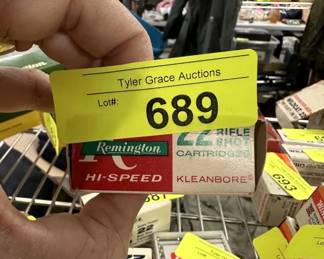 Tyler Grace Auctions
Lot#:
689
Remington
22 RIFLE
SHOT
CARTRIDGES
HI-SPEED
KLEANBORE
693